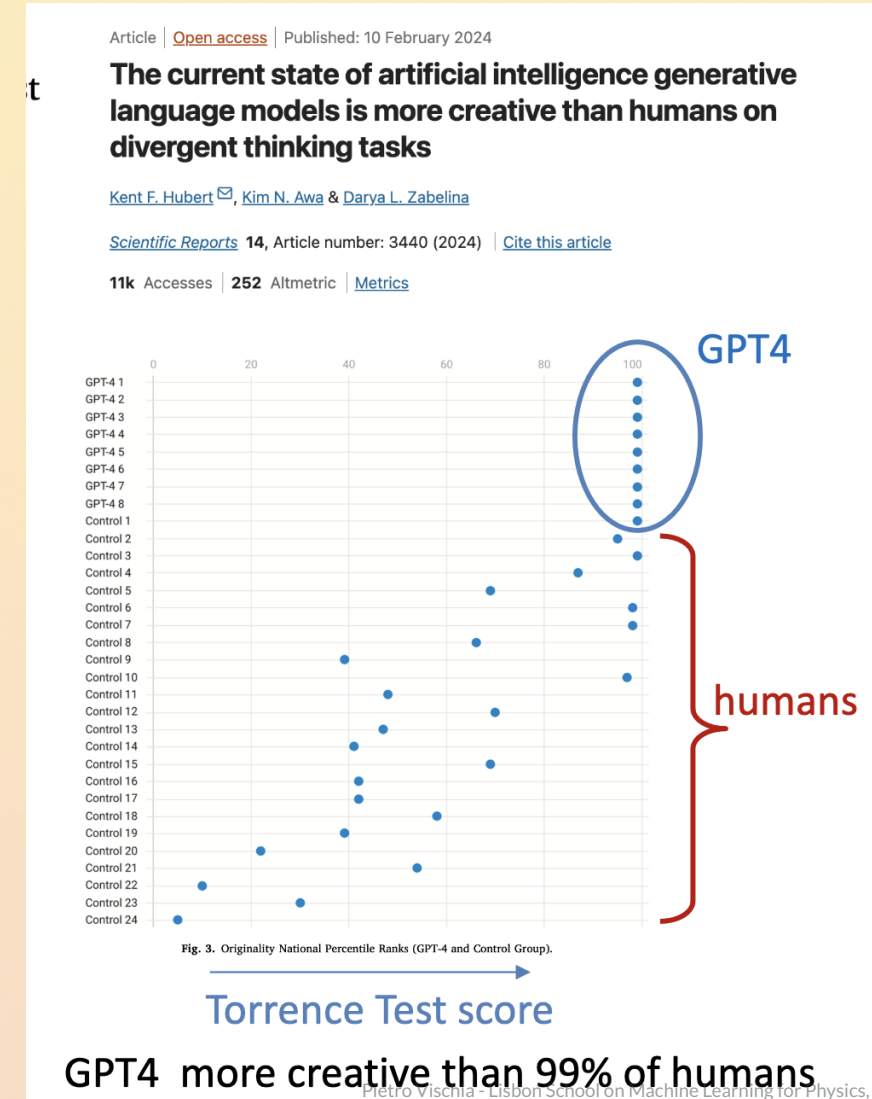 st
Article | Open access | Published: 10 February 2024
The current state of artificial intelligence generative
language models is more creative than humans on
divergent thinking tasks
Kent F. Hubert, Kim N. Awa & Darya L. Zabelina
Scientific Reports 14, Article number: 3440 (2024) | Cite this article
11k Accesses | 252 Altmetric | Metrics
GPT4
0 20 40 60 80 100
GPT-4 1
GPT-4 2
GPT-4 3
GPT-4 4
GPT-4 5
GPT-4 6
GPT-4 7
GPT-4 8
Control 1
Control 2
Control 3
Control 4
Control 5
Control 6
Control 7
Control 8
Control 9
Control 10
Control 11
humans
Control 12
Control 13
Control 14
Control 15
Control 16
Control 17
Control 18
Control 19
Control 20
Control 21
Control 22
Control 23
Control 24
Fig. 3. Originality National Percentile Ranks (GPT-4 and Control Group).
Torrence Test score
GPT4 more creative than 99% of humans
Pietro Vischia - Lisbon School on Machine Learning for Physics,